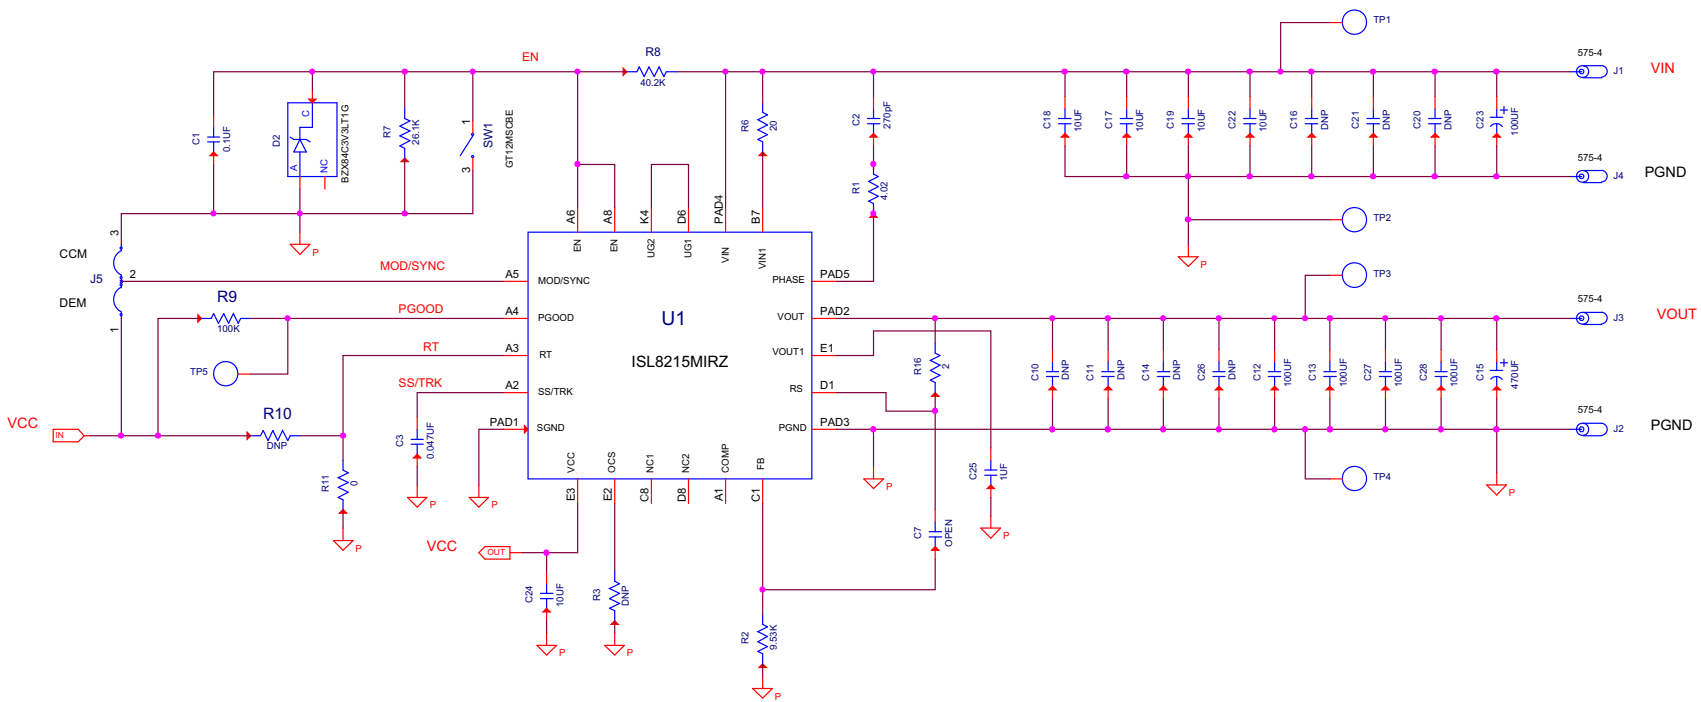 TP1
575-4
J1
VIN
EN
R8
40.2K
C1
0.1UF
D2
C
A
NC
BZX84C3V3LT1G
R7
26.1K
1
3
SW1
GT12MSCBE
R6
20
C2
270pF
R1
4.02
C18
10UF
C17
10UF
C19
10UF
C22
10UF
C16
DNP
C21
DNP
C20
DNP
C23
+
100UF
575-4
J4
PGND
TP2
P
P
3
CCM
J5
2
DEM
1
MOD/SYNC
R9
100K
PGOOD
TP5
RT
SS/TRK
VCC
IN
R10
DNP
R11
0
P
C3
0.047UF
P
P
A6
A8
K4
D6
PAD4
B7
EN
EN
UG2
UG1
VIN
VIN1
A5
MOD/SYNC
A4
PGOOD
A3
RT
A2
SS/TRK
PAD1
SGND
U1
ISL8215MIRZ
PHASE
PAD5
VOUT
PAD2
VOUT1
E1
RS
D1
PGND
PAD3
VCC
OCS
NC1
NC2
COMP
FB
E3
E2
C8
D8
A1
C1
TP3
575-4
J3
VOUT
R16
2
C10
DNP
C11
DNP
C14
DNP
C26
DNP
C12
100UF
C13
100UF
C27
100UF
C28
100UF
C15
+
470UF
575-4
J2
PGND
TP4
P
P
C25
1UF
P
C7
OPEN
VCC
OUT
C24
10UF
P
R3
DNP
P
R2
9.53K
P